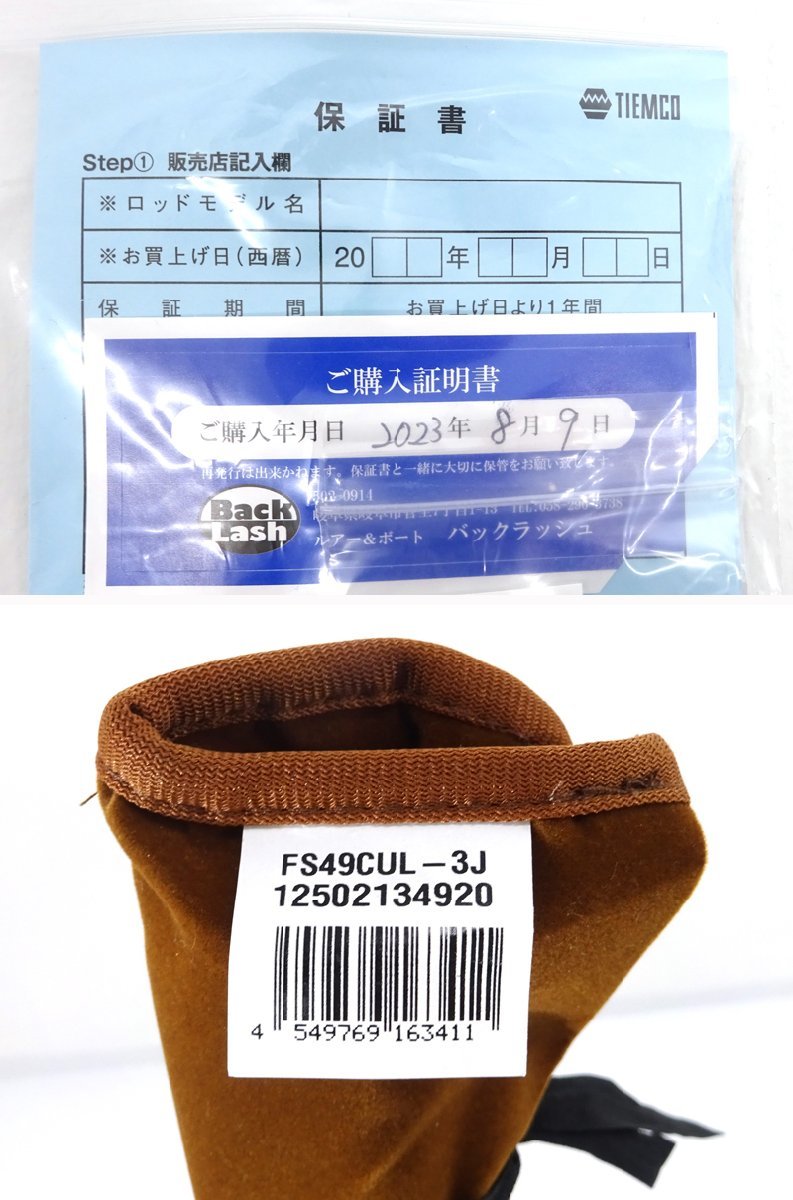 保証書
TIEMCO
Step① 販売店記入欄
※ロッドモデル名
※お買上げ日(西暦) 20 年 月 日
保証期間 お買上げ日より1年間
ご購入証明書
ご購入年月日 2023年 8月 9日
再発行は出来かねます。保証書と一緒に大切に保管をお願い致します。
502-0914
Back Lash
ルアー&ボート バックラッシュ
FS49CUL-3J
12502134920
4 549769 163411